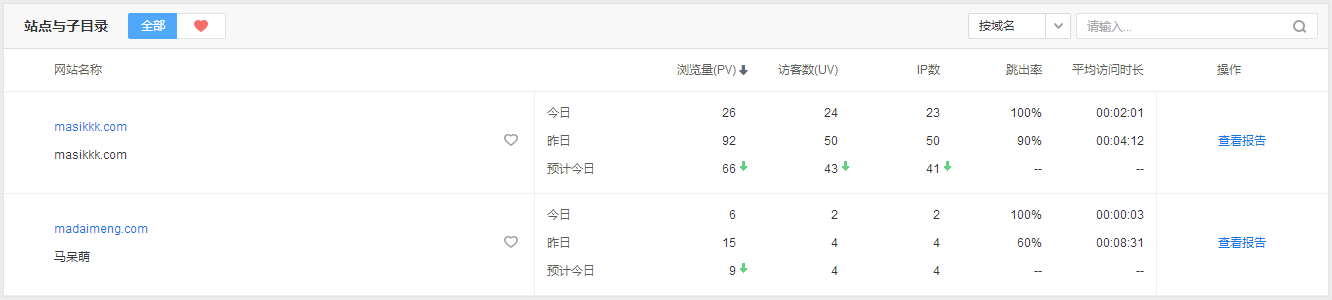 站点与子目录 全部 按域名 请输入...
网站名称 浏览量(PV) 访客数(UV) IP数 跳出率 平均访问时长 操作
masikkk.com
masikkk.com
今日 26 24 23 100% 00:02:01
昨日 92 50 50 90% 00:04:12
预计今日 66 43 41 -- --
查看报告
madaimeng.com
马呆萌
今日 6 2 2 100% 00:00:03
昨日 15 4 4 60% 00:08:31
预计今日 9 4 4 -- --
查看报告